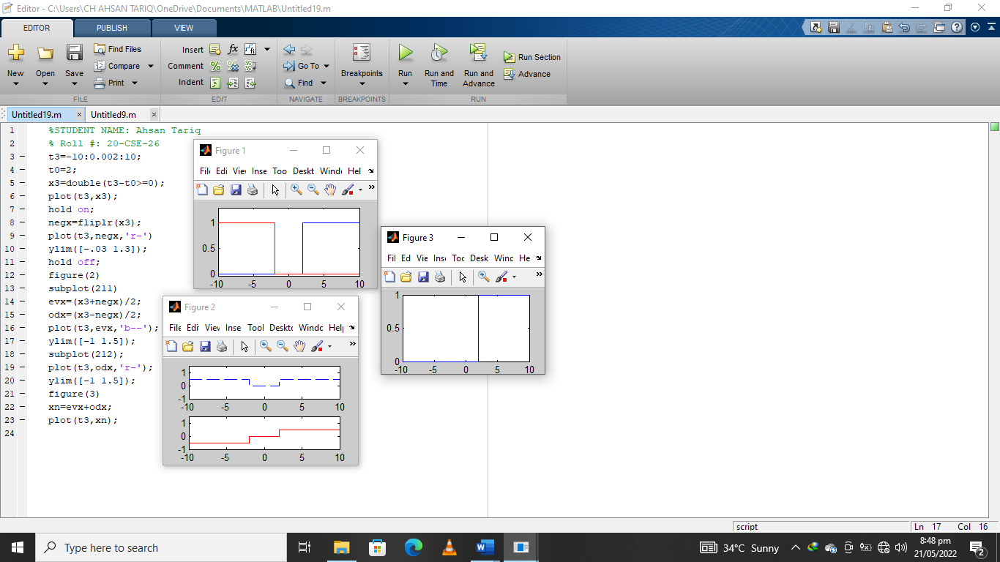 Editor - C:\Users\CH AHSAN TARIQ\OneDrive\Documents\MATLAB\Untitled19.m
EDITOR PUBLISH VIEW
New Open Save Find Files Compare Print
Insert Comment Indent
Go To Find
Breakpoints
Run Run and Time Run and Advance Run Section Advance
FILE EDIT NAVIGATE BREAKPOINTS RUN
Untitled19.m × Untitled9.m ×
1 %STUDENT NAME: Ahsan Tariq
2 % Roll #: 20-CSE-26
3 – t3=-10:0.002:10;
4 – t0=2;
5 – x3=double(t3-t0>=0);
6 – plot(t3,x3);
7 – hold on;
8 – negx=fliplr(x3);
9 – plot(t3,negx,'r-')
10 – ylim([-.03 1.3]);
11 – hold off;
12 – figure(2)
13 – subplot(211)
14 – evx=(x3+negx)/2;
15 – odx=(x3-negx)/2;
16 – plot(t3,evx,'b--');
17 – ylim([-1 1.5]);
18 – subplot(212);
19 – plot(t3,odx,'r-');
20 – ylim([-1 1.5]);
21 – figure(3)
22 – xn=evx+odx;
23 – plot(t3,xn);
24
Figure 1
File Edi Viev Inse Too Deskt Windo Hel
1
0.5
0
-10 -5 0 5 10
Figure 2
File Edit View Inse Tool Deskto Windo Help
1
0
-1
-10 -5 0 5 10
1
0
-1
-10 -5 0 5 10
Figure 3
Fil Ed Vie Inse Toc Desk Winc He
1
0.5
0
-10 -5 0 5 10
script Ln 17 Col 16
Type here to search
34°C Sunny
8:48 pm
21/05/2022
2